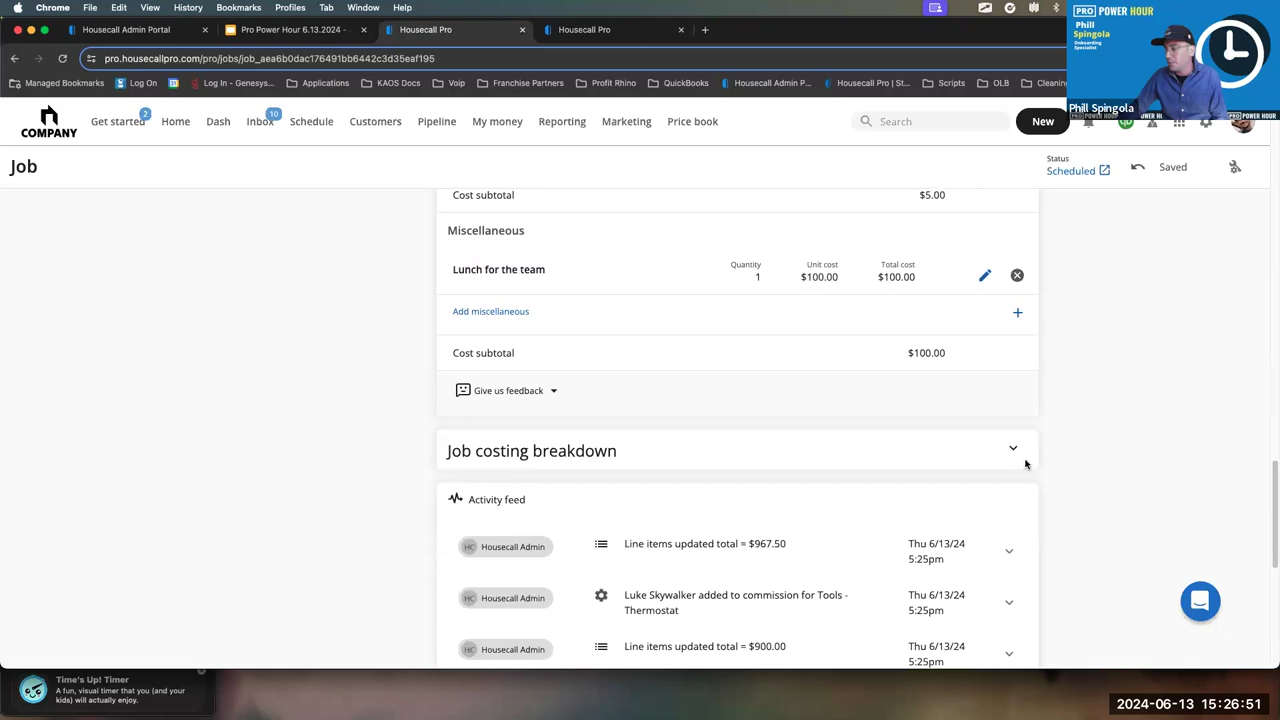 Chrome File Edit View History Bookmarks Profiles Tab Window Help
Housecall Admin Portal
Pro Power Hour 6.13.2024 -
Housecall Pro
Housecall Pro
pro.housecallpro.com/pro/jobs/job_aea6b0dac176491bb6442c3d35eaf195
Managed Bookmarks Log On Log In - Genesys... Applications KAOS Docs Voip Franchise Partners Profit Rhino QuickBooks Housecall Admin P... Housecall Pro | St... Scripts OLB Cleaning
PRO POWER HOUR
Phill
Spingola
Onboarding
Specialist
Phill Spingola
PRO POWER HOUR
COMPANY
Get started 2 Home Dash Inbox 10 Schedule Customers Pipeline My money Reporting Marketing Price book Search New
Job
Status
Scheduled
Saved
Cost subtotal $5.00
Miscellaneous
Lunch for the team
Quantity
1
Unit cost
$100.00
Total cost
$100.00
Add miscellaneous
Cost subtotal $100.00
Give us feedback
Job costing breakdown
Activity feed
HC Housecall Admin
Line items updated total = $967.50
Thu 6/13/24
5:25pm
HC Housecall Admin
Luke Skywalker added to commission for Tools -
Thermostat
Thu 6/13/24
5:25pm
HC Housecall Admin
Line items updated total = $900.00
Thu 6/13/24
5:25pm
Time's Up! Timer
A fun, visual timer that you (and your
kids) will actually enjoy.
2024-06-13 15:26:51